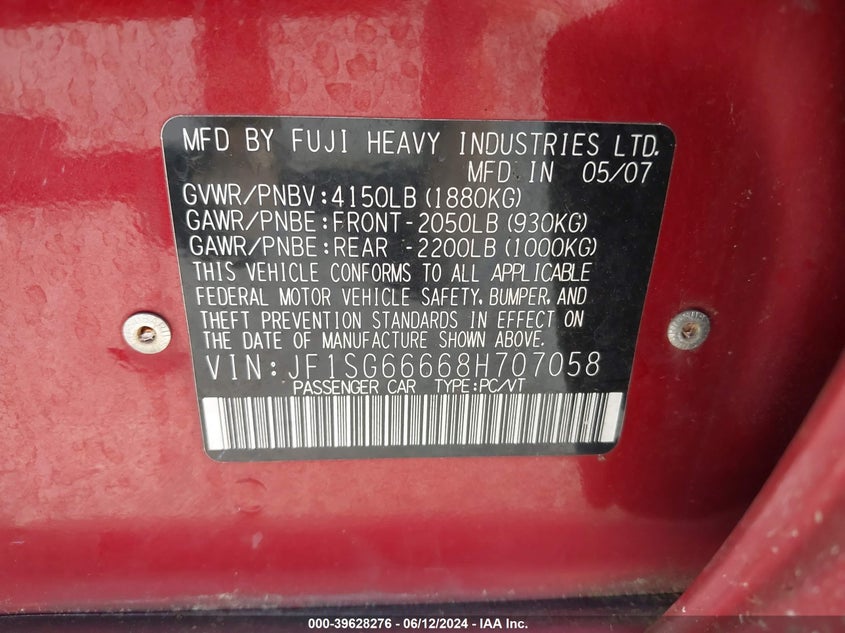 MFD BY FUJI HEAVY INDUSTRIES LTD.
MFD IN 05/07
GVWR/PNBV:4150LB (1880KG)
GAWR/PNBE:FRONT-2050LB (930KG)
GAWR/PNBE:REAR -2200LB (1000KG)
THIS VEHICLE CONFORMS TO ALL APPLICABLE
FEDERAL MOTOR VEHICLE SAFETY, BUMPER, AND
THEFT PREVENTION STANDARDS IN EFFECT ON
THE DATE OF MANUFACTURE SHOWN ABOVE.
VIN:JF1SG66668H707058
PASSENGER CAR TYPE:PC/VT
000-39628276 - 06/12/2024 - IAA Inc.